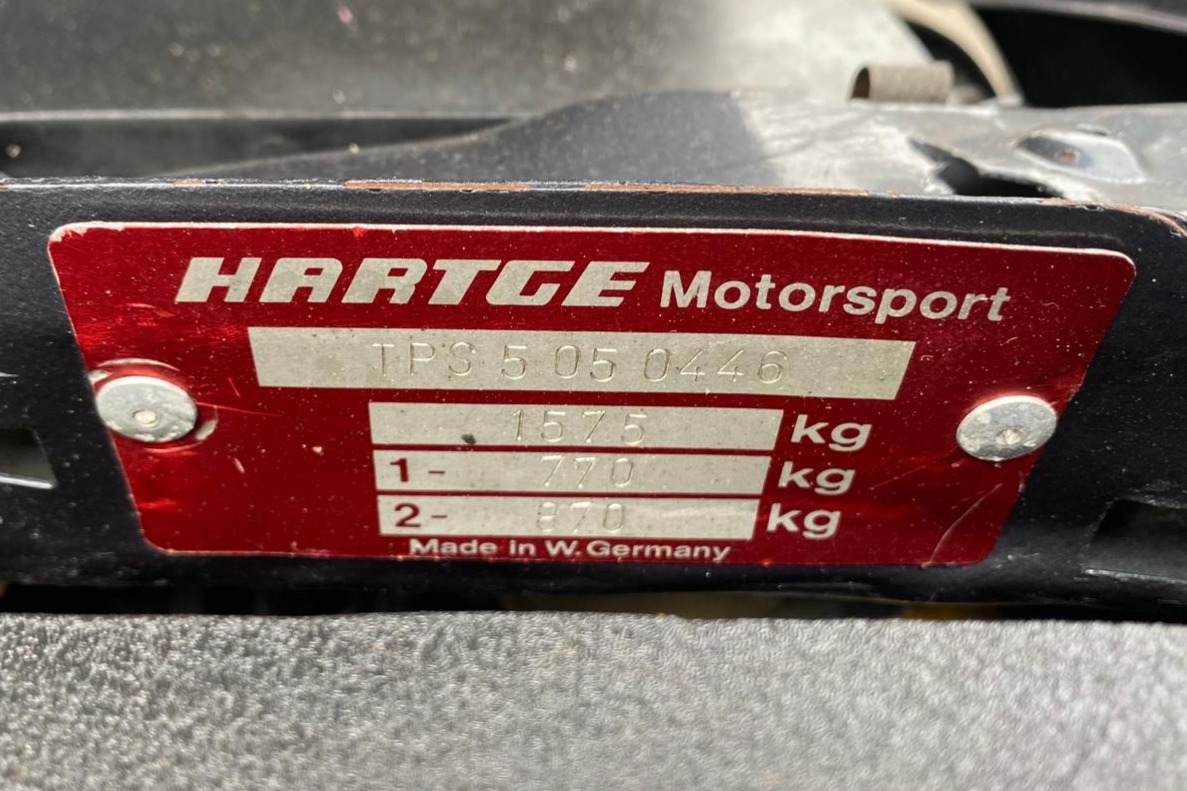 HARTGE Motorsport
TPS 5 05 0446
1575 kg
1- 770 kg
2- 870 kg
Made in W. Germany